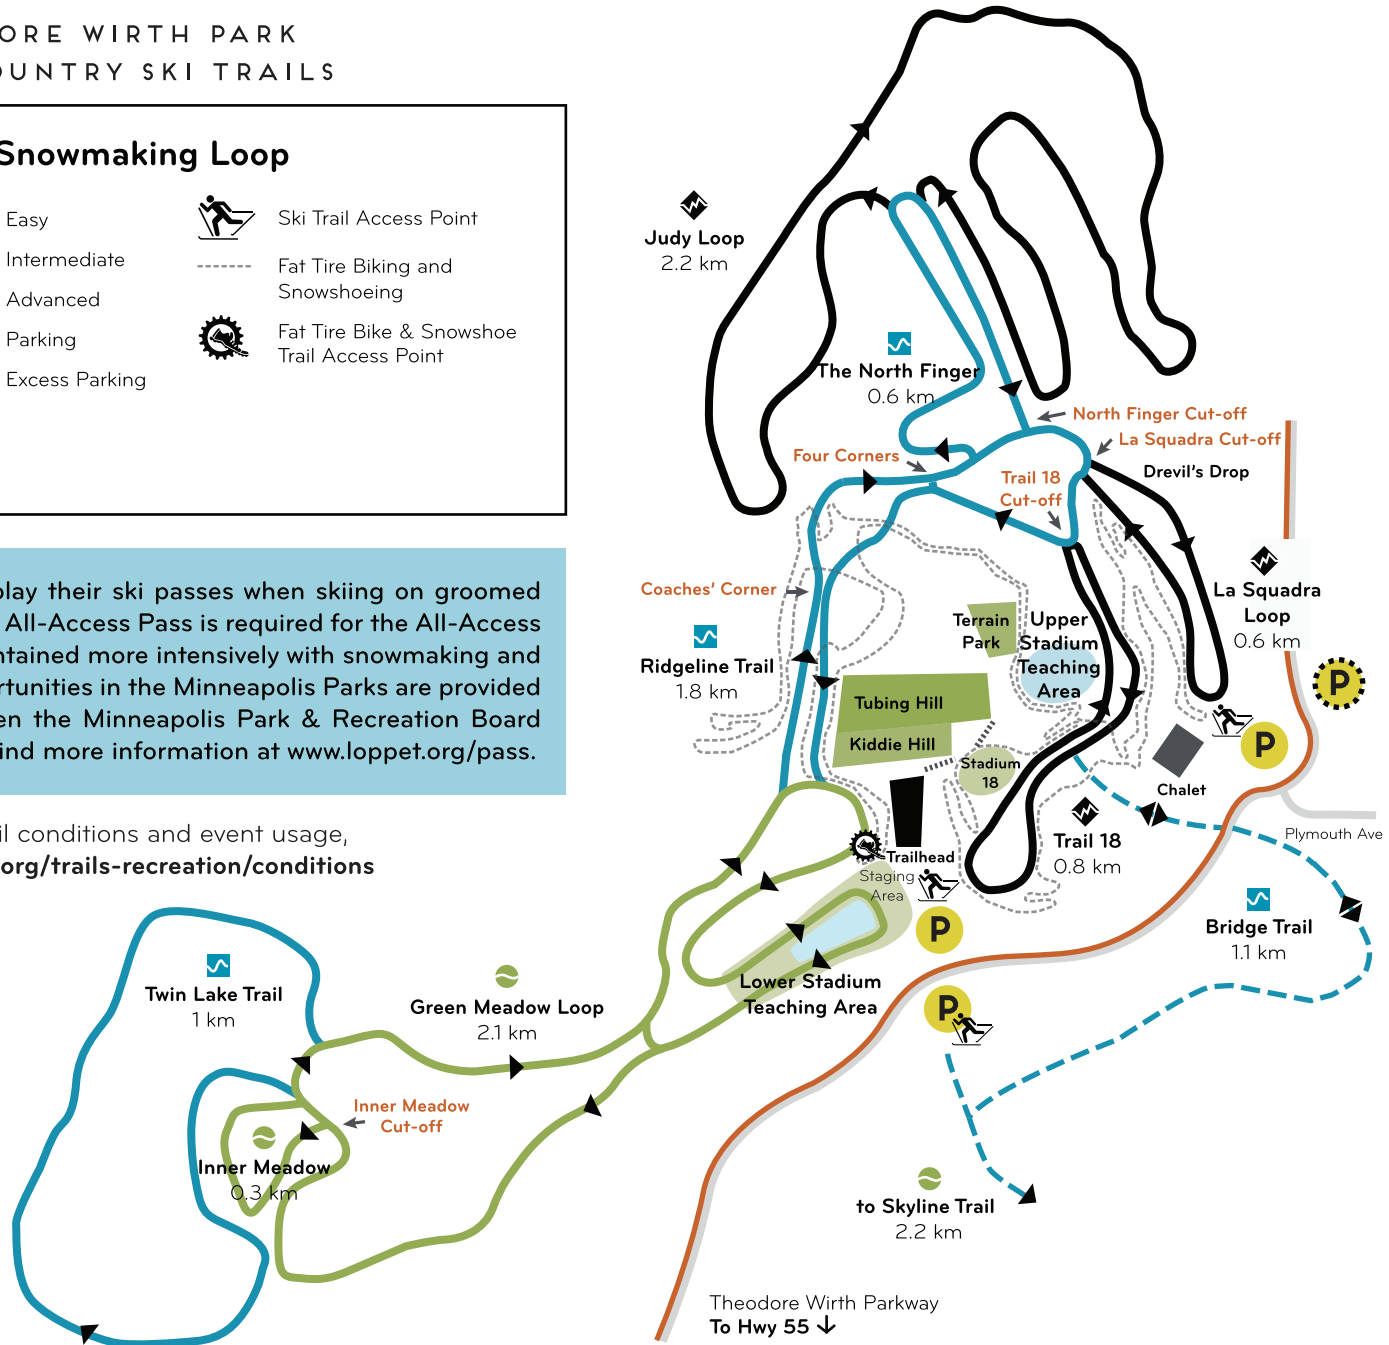 ORE WIRTH PARK
OUNTRY SKI TRAILS
Snowmaking Loop
Easy
Intermediate
Advanced
Parking
Excess Parking
Ski Trail Access Point
Fat Tire Biking and
Snowshoeing
Fat Tire Bike & Snowshoe
Trail Access Point
play their ski passes when skiing on groomed
All-Access Pass is required for the All-Access
ntained more intensively with snowmaking and
rtunities in the Minneapolis Parks are provided
en the Minneapolis Park & Recreation Board
ind more information at www.loppet.org/pass.
il conditions and event usage,
.org/trails-recreation/conditions
Judy Loop
2.2 km
The North Finger
0.6 km
North Finger Cut-off
La Squadra Cut-off
Four Corners
Trail 18
Cut-off
Drevil's Drop
La Squadra
Loop
0.6 km
Coaches' Corner
Ridgeline Trail
1.8 km
Terrain
Park
Upper
Stadium
Teaching
Area
Tubing Hill
Kiddie Hill
Stadium
18
P
P
Chalet
Plymouth Ave
Trail 18
0.8 km
Trailhead
Staging
Area
P
Bridge Trail
1.1 km
Lower Stadium
Teaching Area
P
Twin Lake Trail
1 km
Green Meadow Loop
2.1 km
Inner Meadow
Cut-off
Inner Meadow
0.3 km
to Skyline Trail
2.2 km
Theodore Wirth Parkway
To Hwy 55 ↓